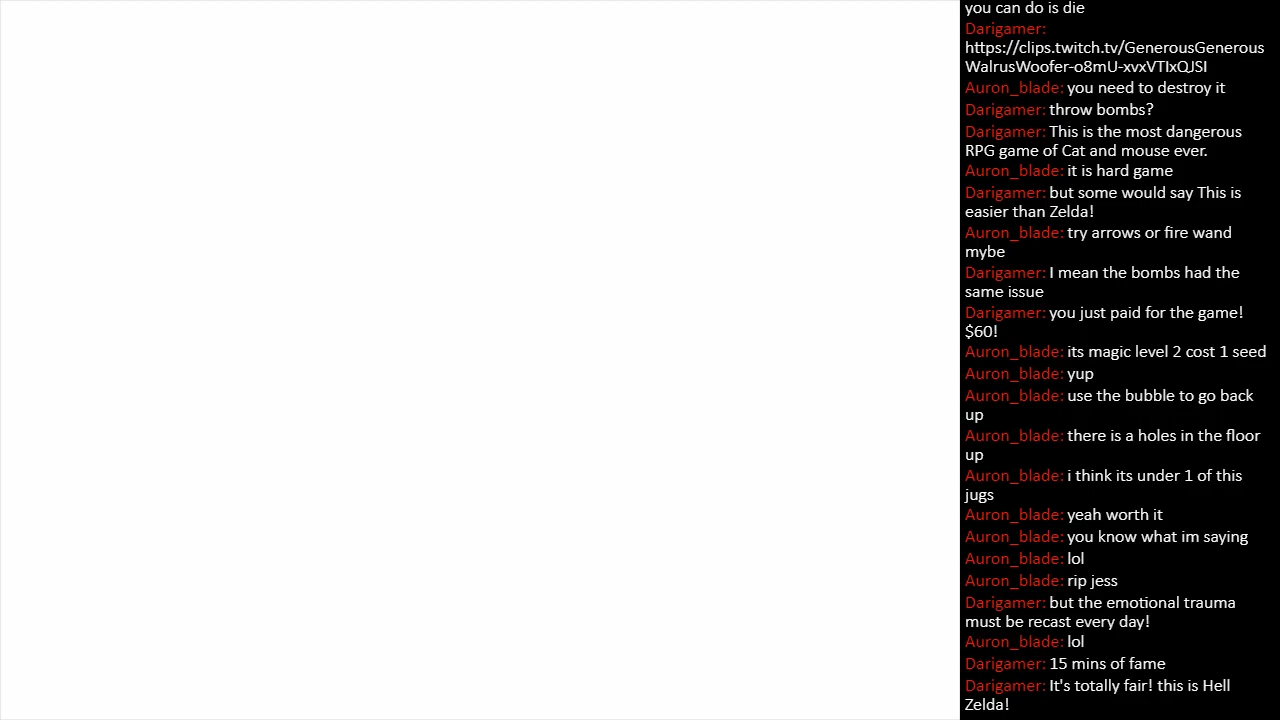 you can do is die
Darigamer:
https://clips.twitch.tv/GenerousGenerous
WalrusWoofer-o8mU-xvxVTIxQJSI
Auron_blade: you need to destroy it
Darigamer: throw bombs?
Darigamer: This is the most dangerous
RPG game of Cat and mouse ever.
Auron_blade: it is hard game
Darigamer: but some would say This is
easier than Zelda!
Auron_blade: try arrows or fire wand
mybe
Darigamer: I mean the bombs had the
same issue
Darigamer: you just paid for the game!
$60!
Auron_blade: its magic level 2 cost 1 seed
Auron_blade: yup
Auron_blade: use the bubble to go back
up
Auron_blade: there is a holes in the floor
up
Auron_blade: i think its under 1 of this
jugs
Auron_blade: yeah worth it
Auron_blade: you know what im saying
Auron_blade: lol
Auron_blade: rip jess
Darigamer: but the emotional trauma
must be recast every day!
Auron_blade: lol
Darigamer: 15 mins of fame
Darigamer: It's totally fair! this is Hell
Zelda!